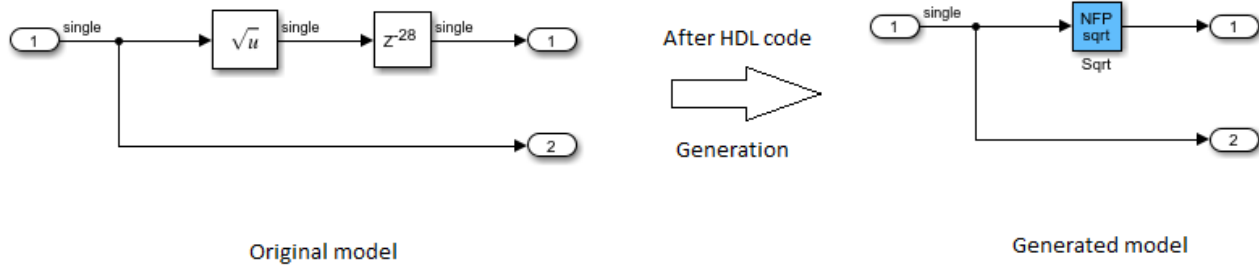 single
single
single
1
√u
Z⁻²⁸
1
2
Original model
After HDL code
Generation
single
1
NFP
sqrt
Sqrt
1
2
Generated model